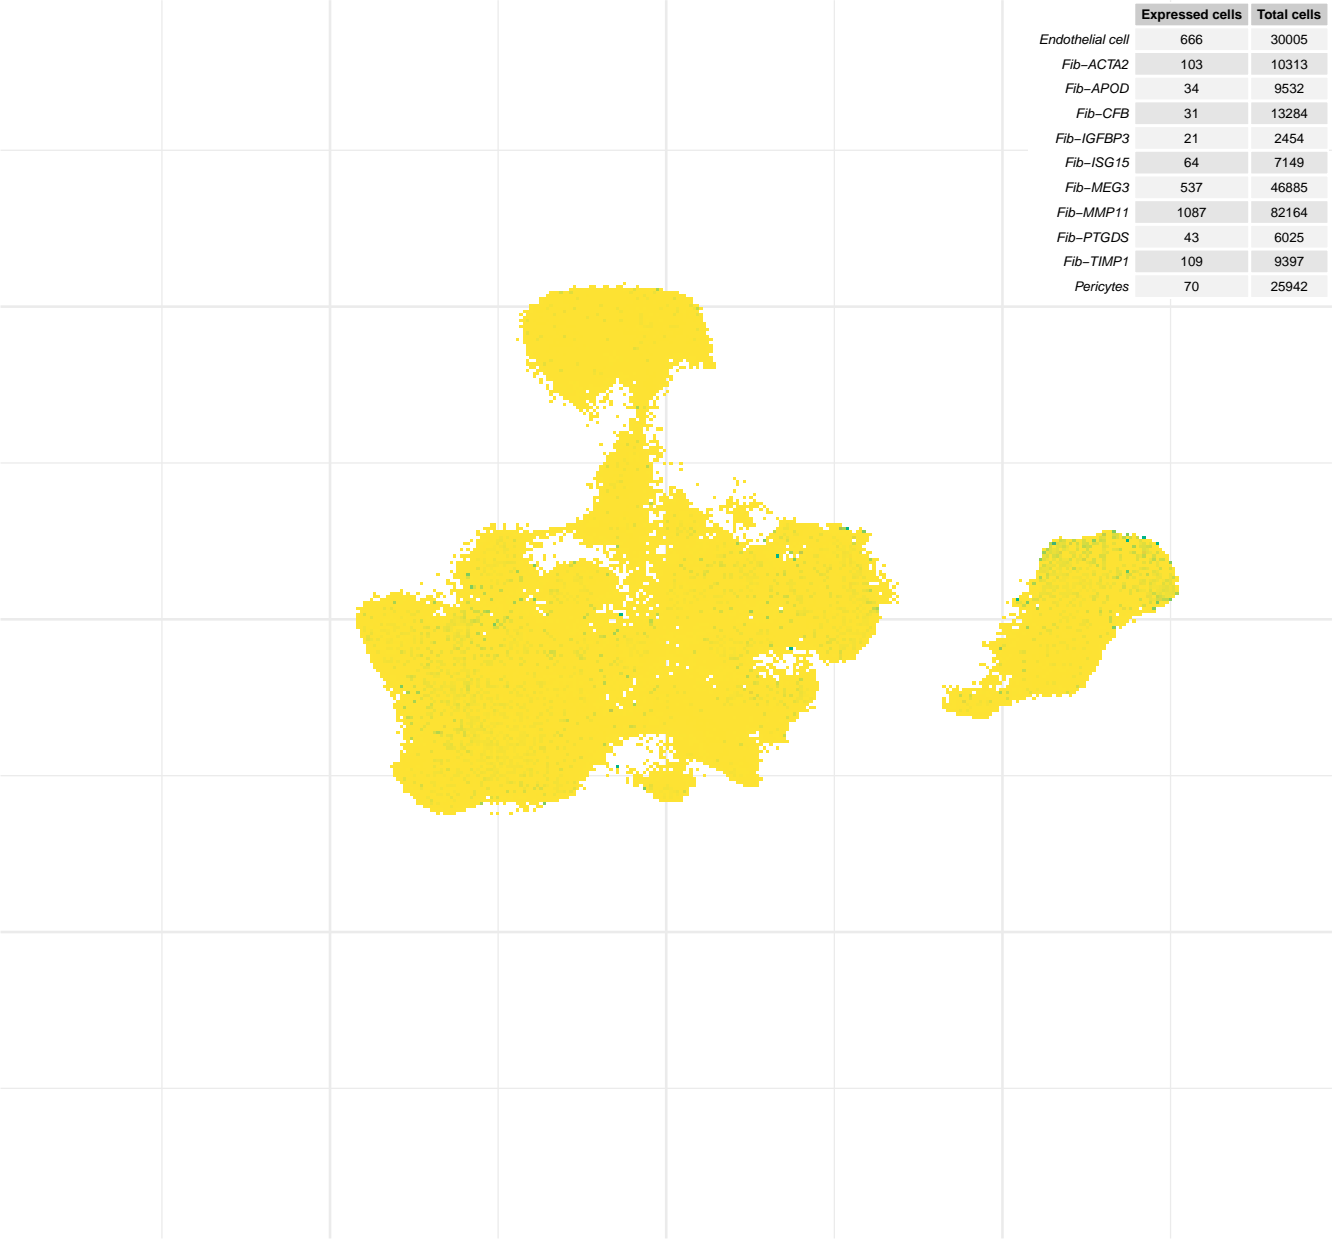 Expressed cells Total cells
Endothelial cell 666 30005
Fib−ACTA2 103 10313
Fib−APOD 34 9532
Fib−CFB 31 13284
Fib−IGFBP3 21 2454
Fib−ISG15 64 7149
Fib−MEG3 537 46885
Fib−MMP11 1087 82164
Fib−PTGDS 43 6025
Fib−TIMP1 109 9397
Pericytes 70 25942